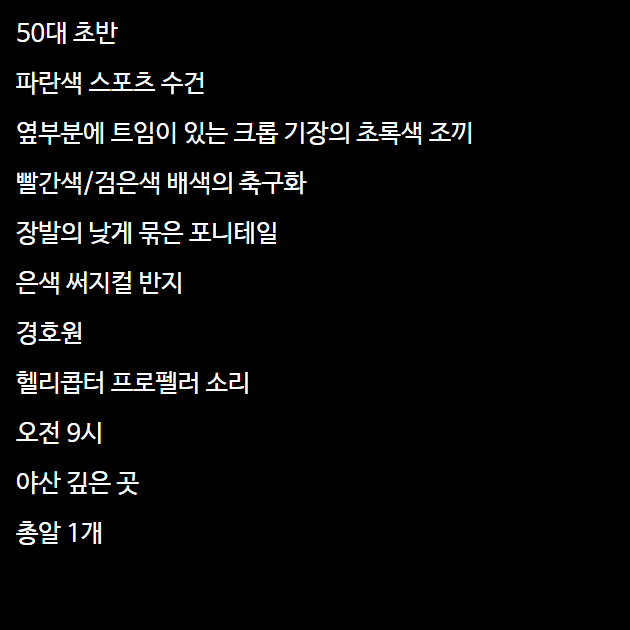 50대 초반
파란색 스포츠 수건
옆부분에 트임이 있는 크롭 기장의 초록색 조끼
빨간색/검은색 배색의 축구화
장발의 낮게 묶은 포니테일
은색 써지컬 반지
경호원
헬리콥터 프로펠러 소리
오전 9시
야산 깊은 곳
총알 1개